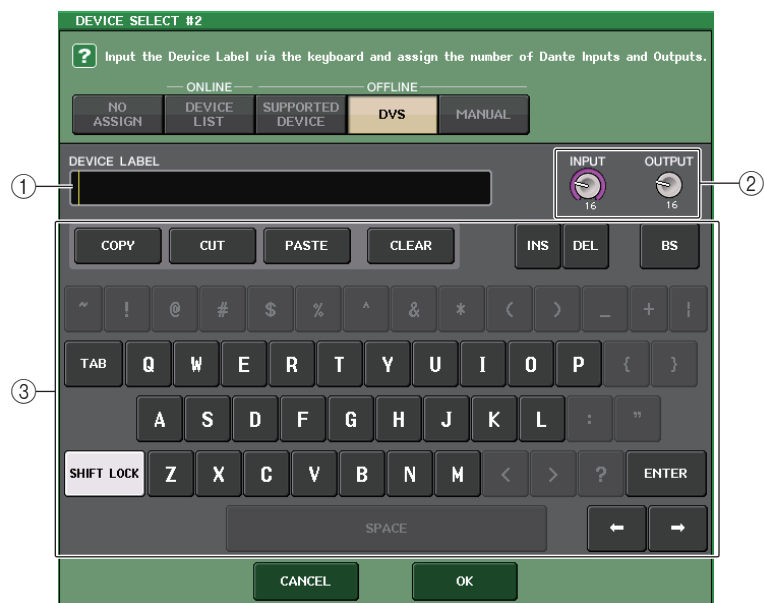 DEVICE SELECT #2
? Input the Device Label via the keyboard and assign the number of Dante Inputs and Outputs.
ONLINE OFFLINE
NO ASSIGN DEVICE LIST SUPPORTED DEVICE DVS MANUAL
DEVICE LABEL INPUT OUTPUT
① ②
16 16
COPY CUT PASTE CLEAR INS DEL BS
~ ! @ # $ % ^ & * ( ) _ + |
TAB Q W E R T Y U I O P { }
③
A S D F G H J K L : "
SHIFT LOCK Z X C V B N M < > ? ENTER
SPACE ← →
CANCEL OK